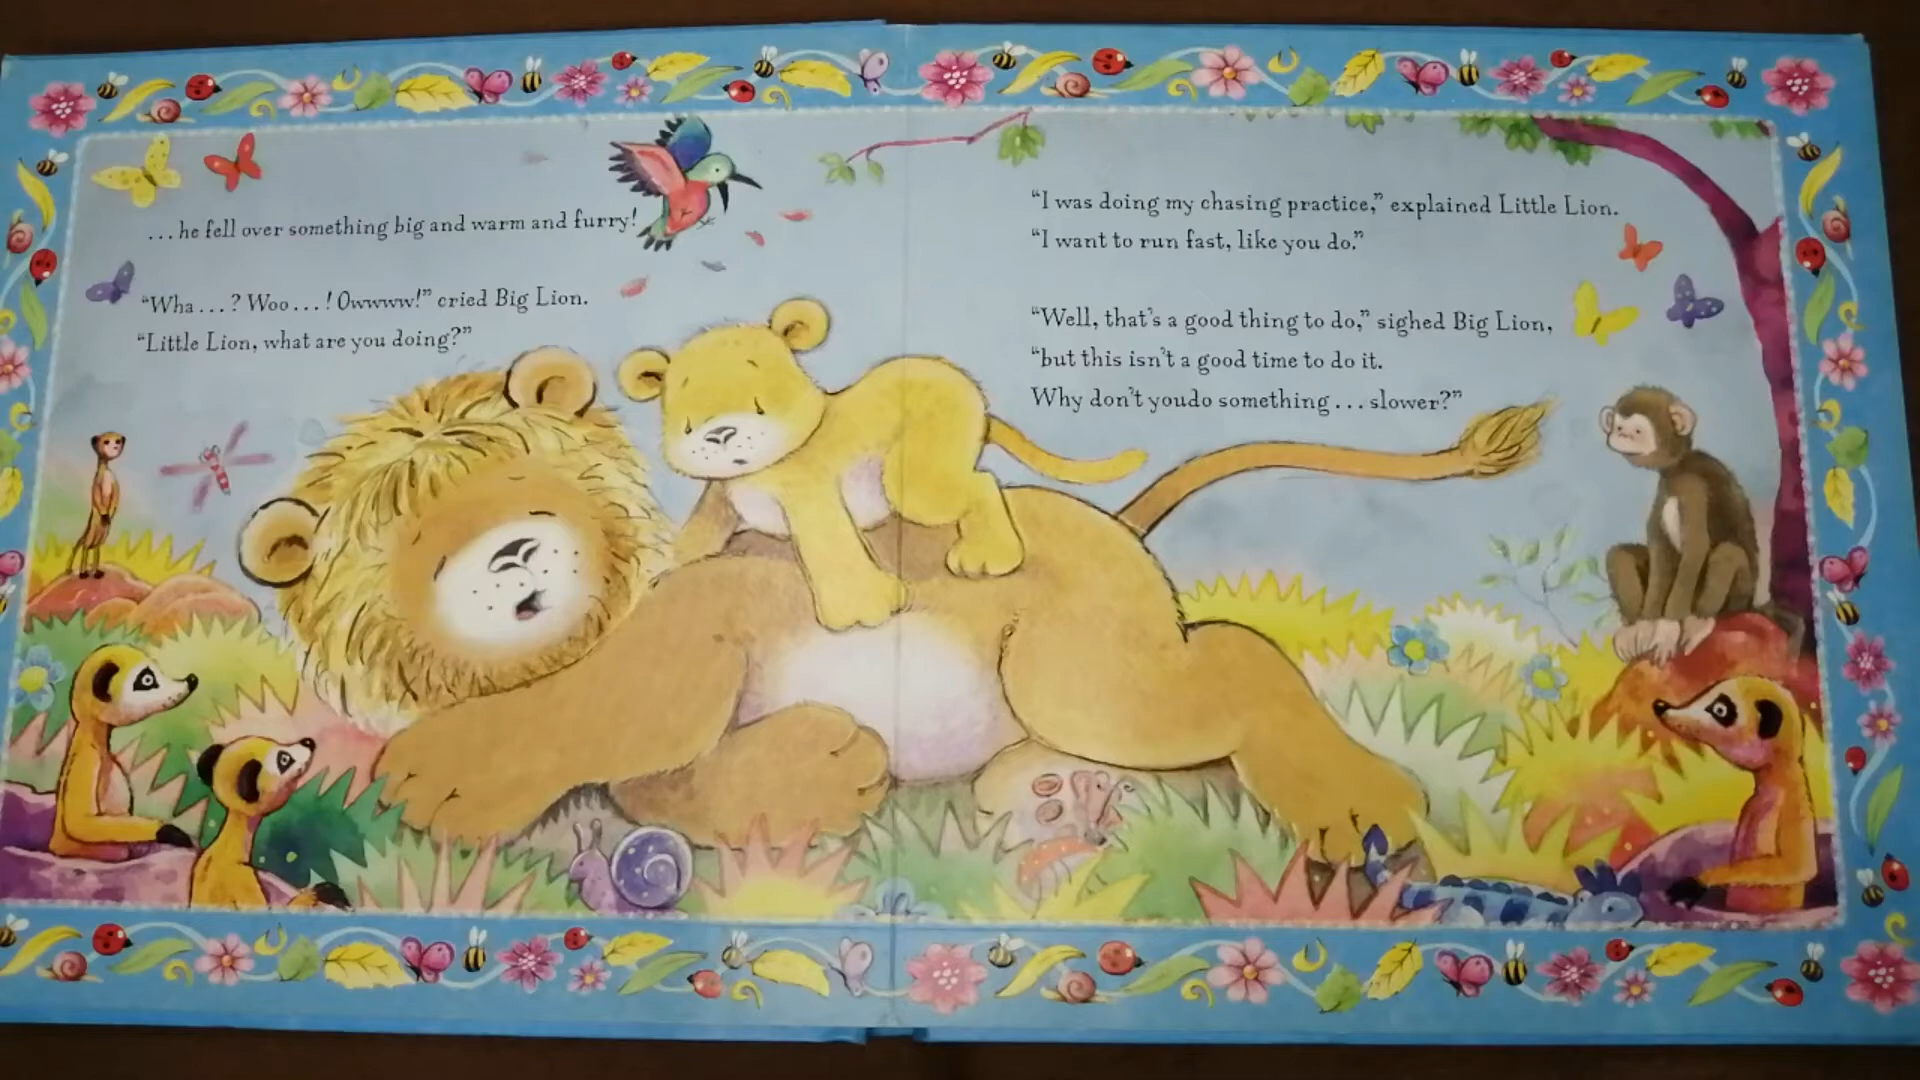 ...he fell over something big and warm and furry!
“Wha...? Woo...! Owwww!” cried Big Lion.
“Little Lion, what are you doing?”
“I was doing my chasing practice,” explained Little Lion.
“I want to run fast, like you do.”
“Well, that's a good thing to do,” sighed Big Lion,
“but this isn't a good time to do it.
Why don't youdo something... slower?”